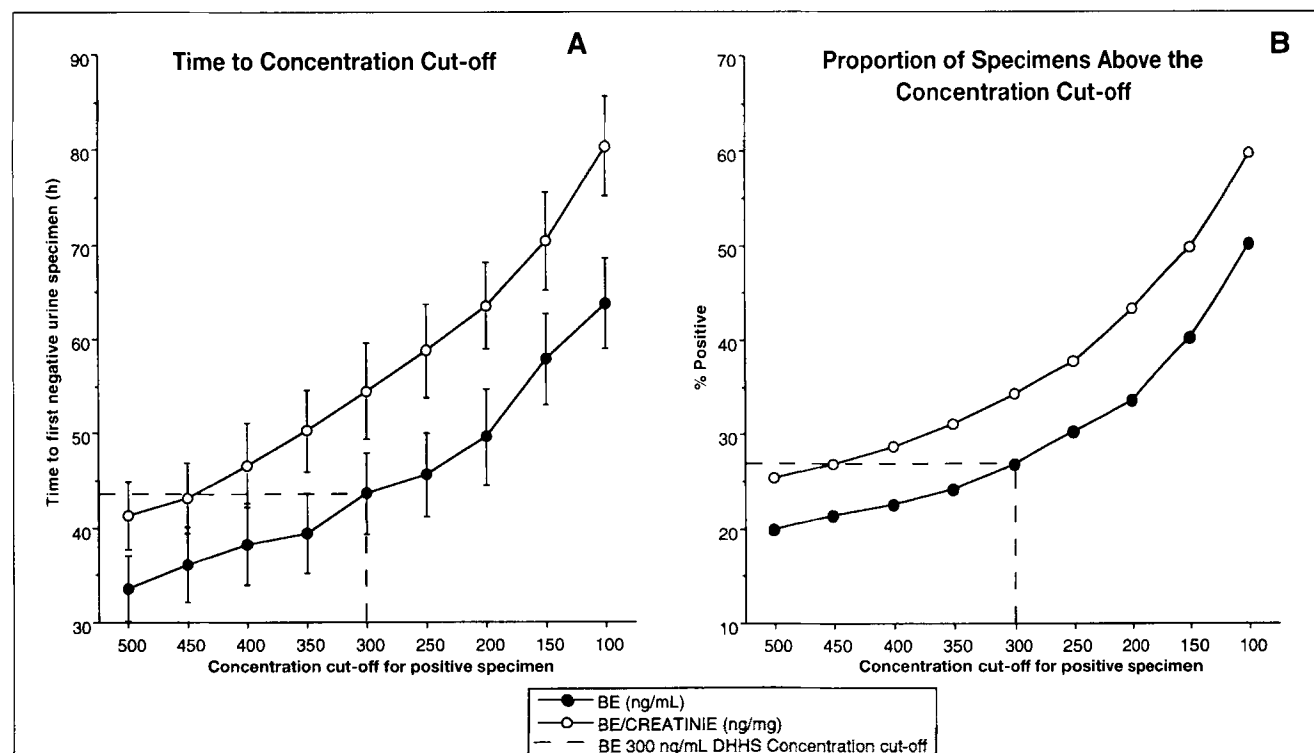 A
Time to Concentration Cut-off
90
80
70
60
50
40
30
Time to first negative urine specimen (h)
500 450 400 350 300 250 200 150 100
Concentration cut-off for positive specimen
B
Proportion of Specimens Above the
Concentration Cut-off
70
60
50
40
30
20
10
% Positive
500 450 400 350 300 250 200 150 100
Concentration cut-off for positive specimen
BE (ng/mL)
BE/CREATINIE (ng/mg)
BE 300 ng/mL DHHS Concentration cut-off